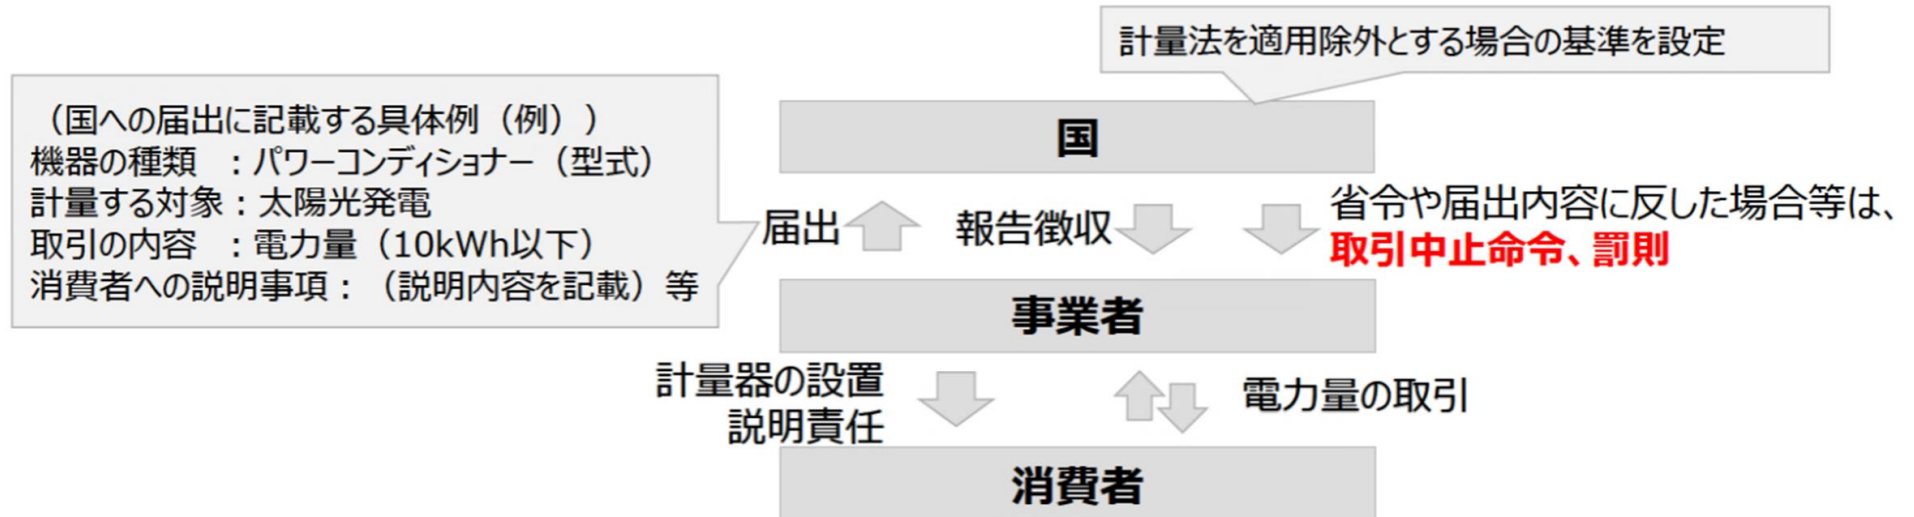 計量法を適用除外とする場合の基準を設定
（国への届出に記載する具体例（例））
機器の種類　：パワーコンディショナー（型式）
計量する対象：太陽光発電
取引の内容　：電力量（10kWh以下）
消費者への説明事項：（説明内容を記載）等
国
届出
報告徴収
省令や届出内容に反した場合等は、
取引中止命令、罰則
事業者
計量器の設置
説明責任
電力量の取引
消費者